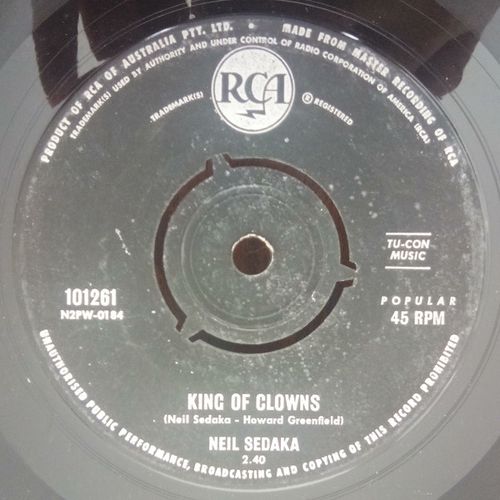 PRODUCT OF RCA OF AUSTRALIA PTY. LTD.
MADE FROM MASTER RECORDING OF RCA
TRADEMARK(S) USED BY AUTHORITY AND UNDER CONTROL OF RADIO CORPORATION OF AMERICA (RCA)
RCA
TRADEMARK(S)
® REGISTERED
TU-CON
MUSIC
101261
N2PW-0184
POPULAR
45 RPM
KING OF CLOWNS
(Neil Sedaka - Howard Greenfield)
NEIL SEDAKA
2.40
UNAUTHORISED PUBLIC PERFORMANCE, BROADCASTING AND COPYING OF THIS RECORD PROHIBITED